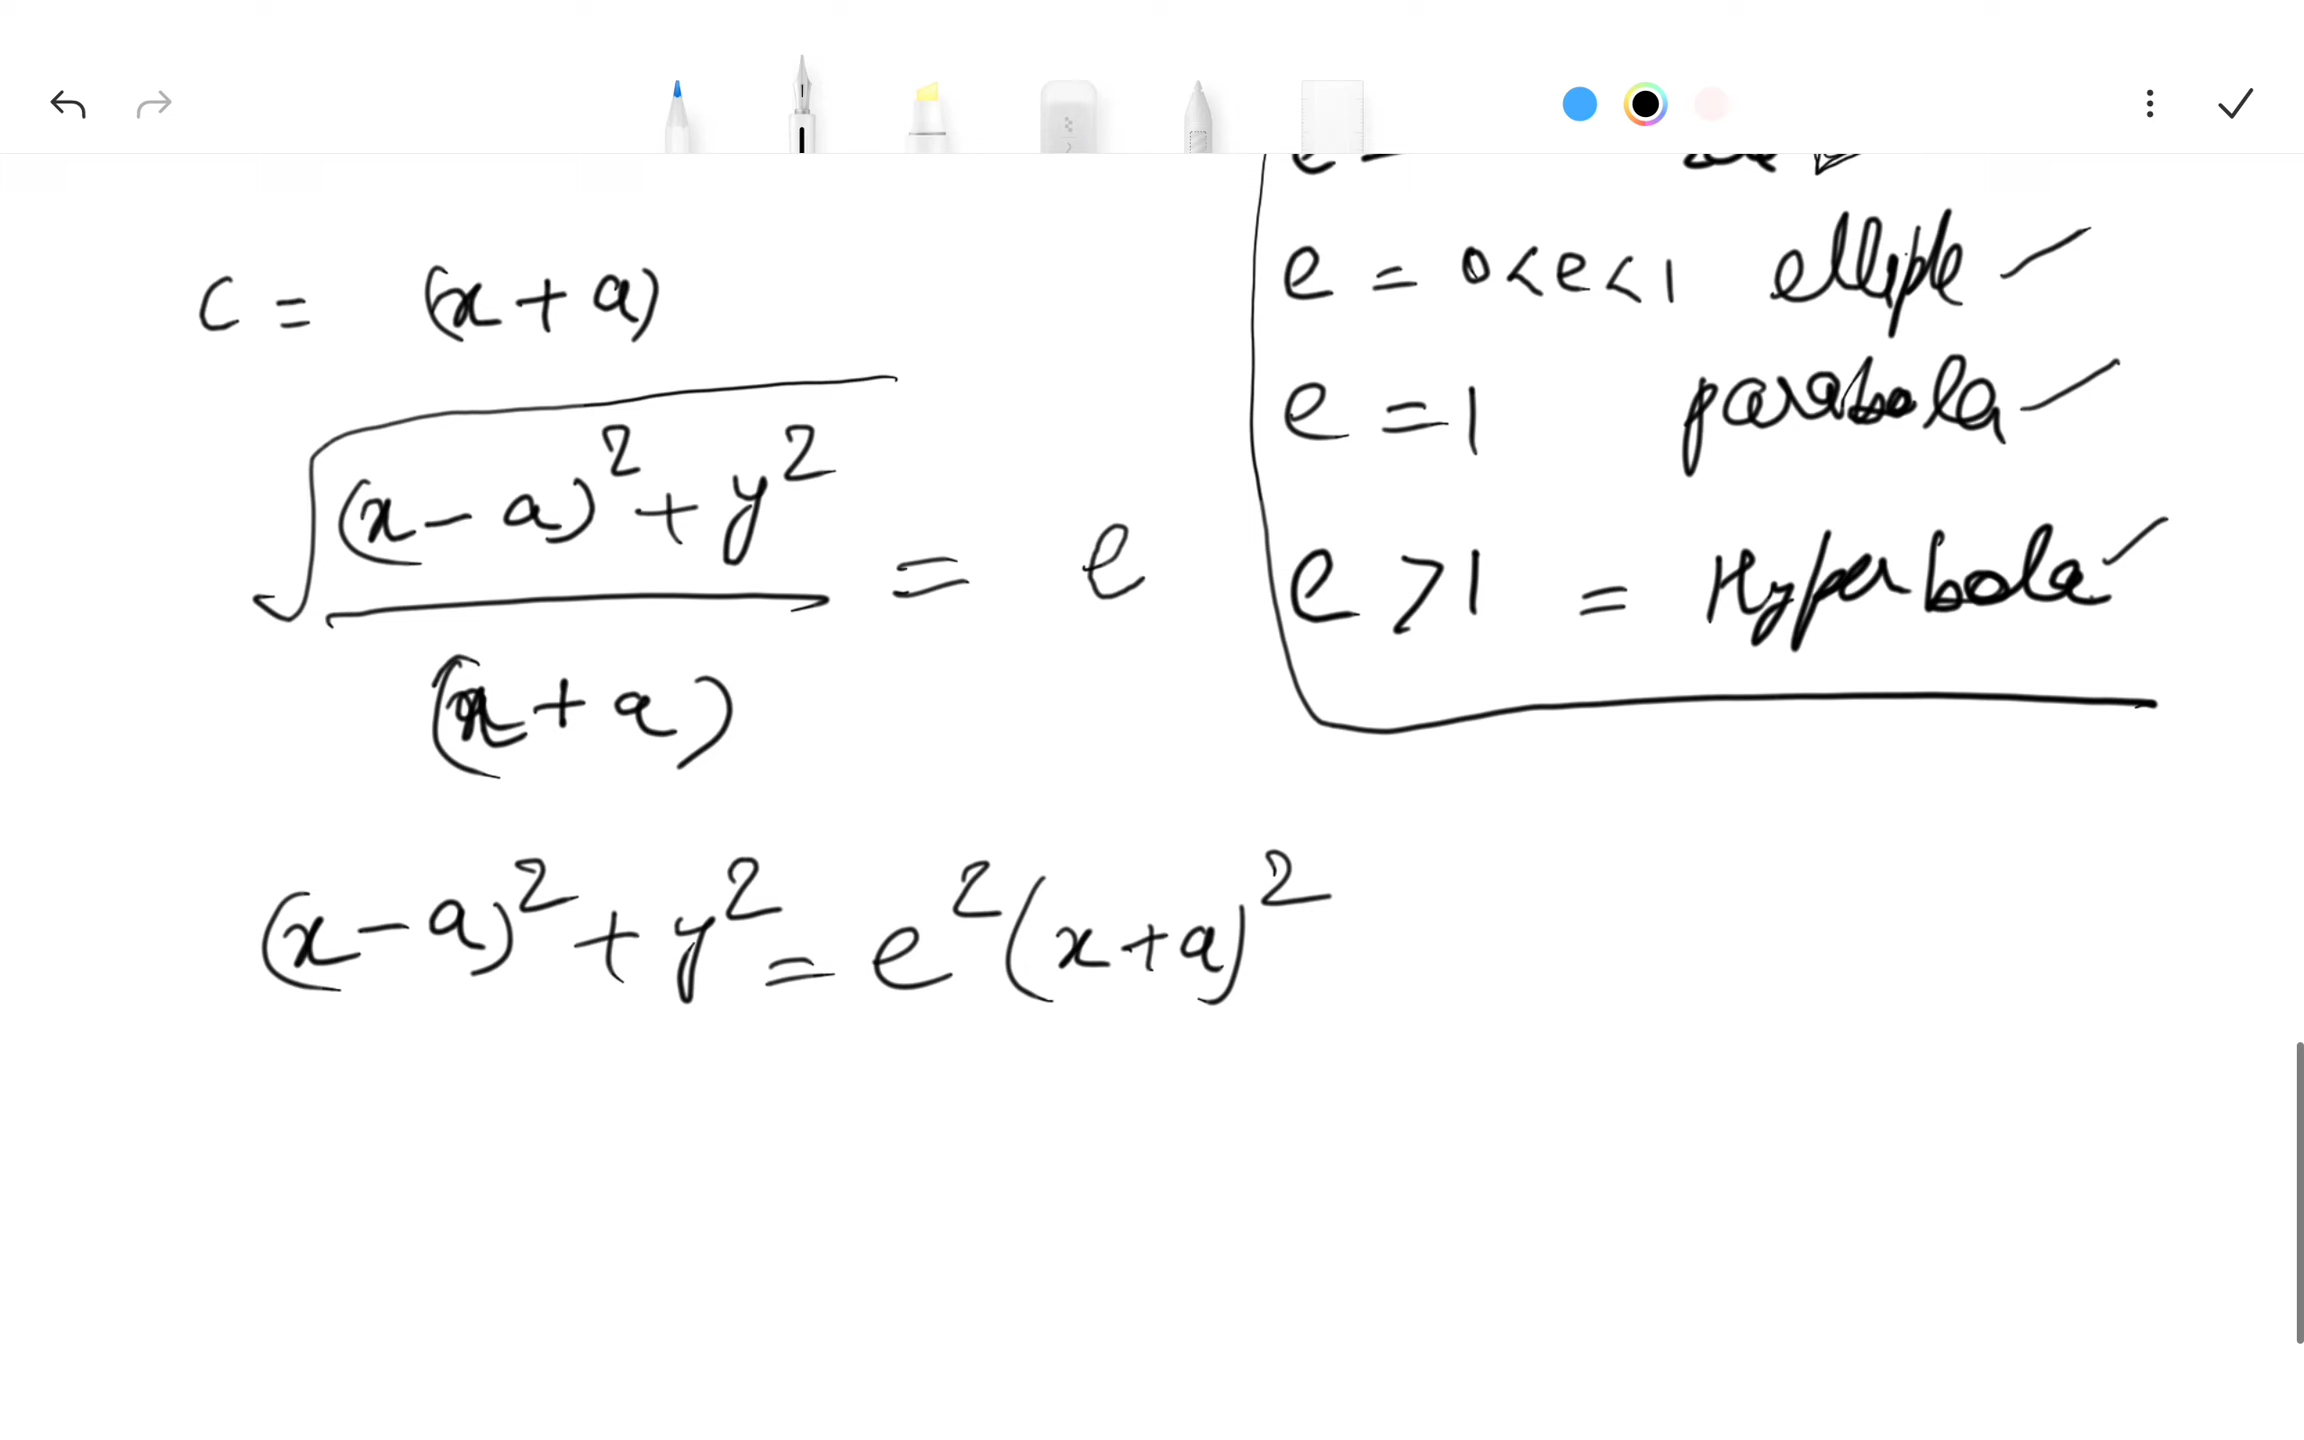 c = (x + a)
√((x - a)² + y²) / (x + a) = e
(x - a)² + y² = e² (x + a)²
e = 0 < e < 1 ellipse
e = 1 parabola
e > 1 = Hyperbola